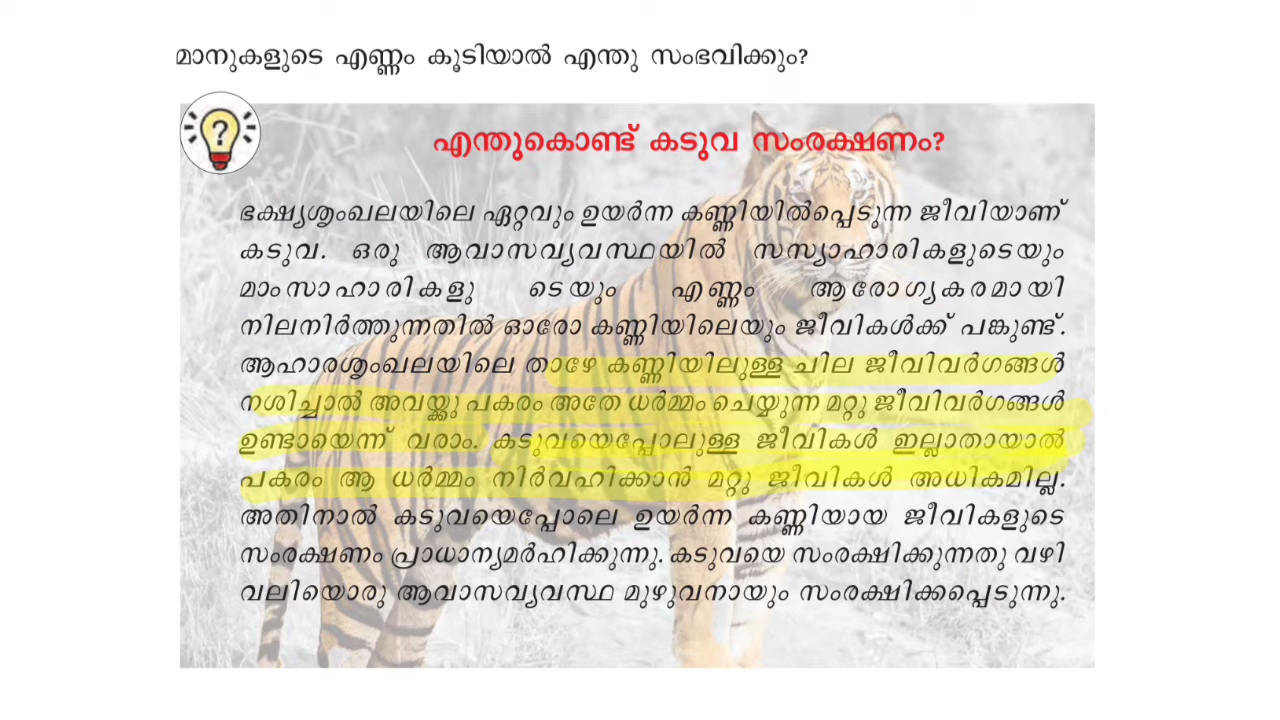 മാനുകളുടെ എണ്ണം കൂടിയാൽ എന്തു സംഭവിക്കും?
?
എന്തുകൊണ്ട് കടുവ സംരക്ഷണം?
ഭക്ഷ്യശൃംഖലയിലെ ഏറ്റവും ഉയർന്ന കണ്ണിയിൽപ്പെടുന്ന ജീവിയാണ്
കടുവ. ഒരു ആവാസവ്യവസ്ഥയിൽ സസ്യാഹാരികളുടെയും
മാംസാഹാരികളു ടെയും എണ്ണം ആരോഗ്യകരമായി
നിലനിർത്തുന്നതിൽ ഓരോ കണ്ണിയിലെയും ജീവികൾക്ക് പങ്കുണ്ട്.
ആഹാരശൃംഖലയിലെ താഴേ കണ്ണിയിലുള്ള ചില ജീവിവർഗങ്ങൾ
നശിച്ചാൽ അവയ്ക്കു പകരം അതേ ധർമ്മം ചെയ്യുന്ന മറ്റു ജീവിവർഗങ്ങൾ
ഉണ്ടായെന്ന് വരാം. കടുവയെപ്പോലുള്ള ജീവികൾ ഇല്ലാതായാൽ
പകരം ആ ധർമ്മം നിർവഹിക്കാൻ മറ്റു ജീവികൾ അധികമില്ല.
അതിനാൽ കടുവയെപ്പോലെ ഉയർന്ന കണ്ണിയായ ജീവികളുടെ
സംരക്ഷണം പ്രാധാന്യമർഹിക്കുന്നു. കടുവയെ സംരക്ഷിക്കുന്നതു വഴി
വലിയൊരു ആവാസവ്യവസ്ഥ മുഴുവനായും സംരക്ഷിക്കപ്പെടുന്നു.